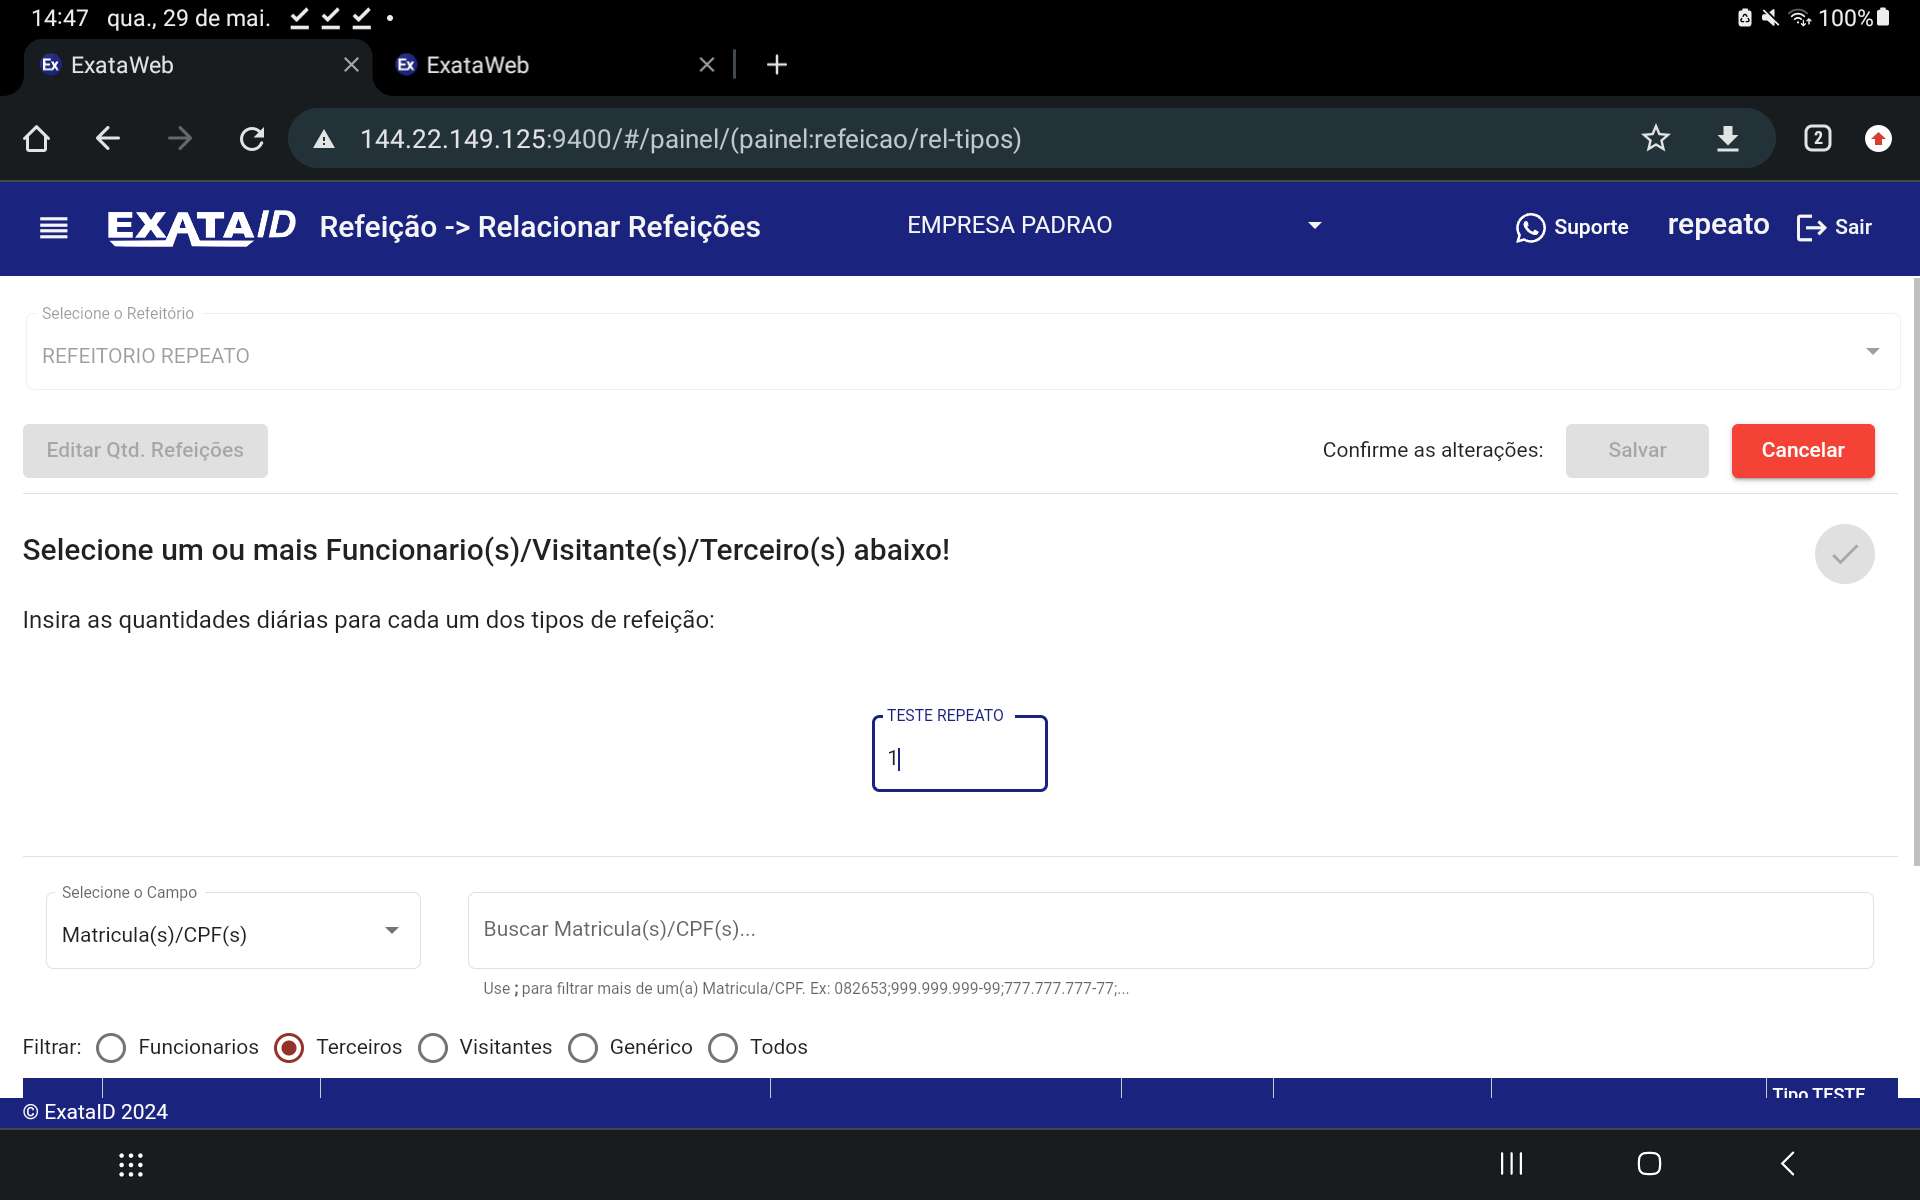 14:47 qua., 29 de mai.
100%
Ex ExataWeb
Ex ExataWeb
144.22.149.125:9400/#/painel/(painel:refeicao/rel-tipos)
2
EXATAID Refeição -> Relacionar Refeições
EMPRESA PADRAO
Suporte
repeato
Sair
Selecione o Refeitório
REFEITORIO REPEATO
Editar Qtd. Refeições
Confirme as alterações:
Salvar
Cancelar
Selecione um ou mais Funcionario(s)/Visitante(s)/Terceiro(s) abaixo!
Insira as quantidades diárias para cada um dos tipos de refeição:
TESTE REPEATO
1
Selecione o Campo
Matricula(s)/CPF(s)
Buscar Matricula(s)/CPF(s)...
Use ; para filtrar mais de um(a) Matricula/CPF. Ex: 082653;999.999.999-99;777.777.777-77;...
Filtrar: Funcionarios Terceiros Visitantes Genérico Todos
Tipo TESTE
© ExataID 2024